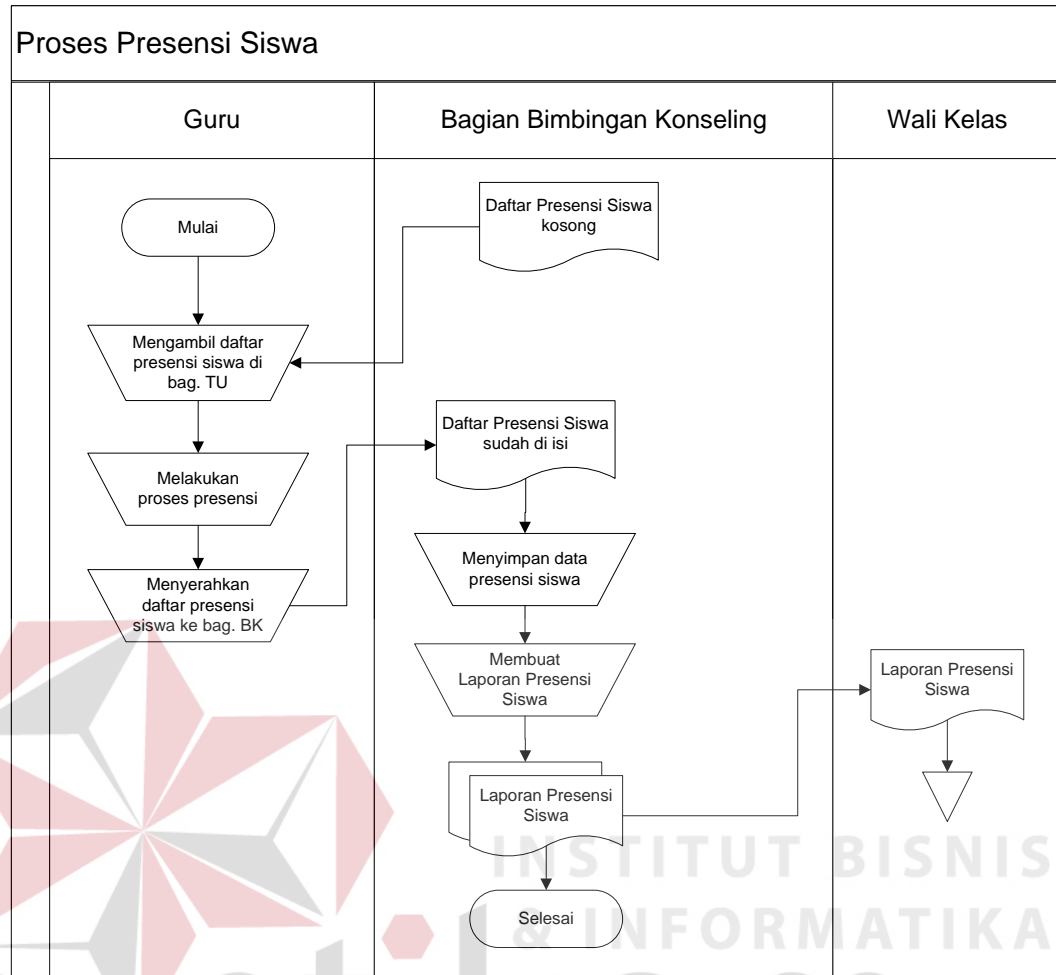 Proses Presensi Siswa
Guru
Bagian Bimbingan Konseling
Wali Kelas
Mulai
Daftar Presensi Siswa
kosong
Mengambil daftar
presensi siswa di
bag. TU
Melakukan
proses presensi
Menyerahkan
daftar presensi
siswa ke bag. BK
Daftar Presensi Siswa
sudah di isi
Menyimpan data
presensi siswa
Membuat
Laporan Presensi
Siswa
Laporan Presensi
Siswa
Laporan Presensi
Siswa
Selesai
INSTITUT BISNIS
& INFORMATIKA